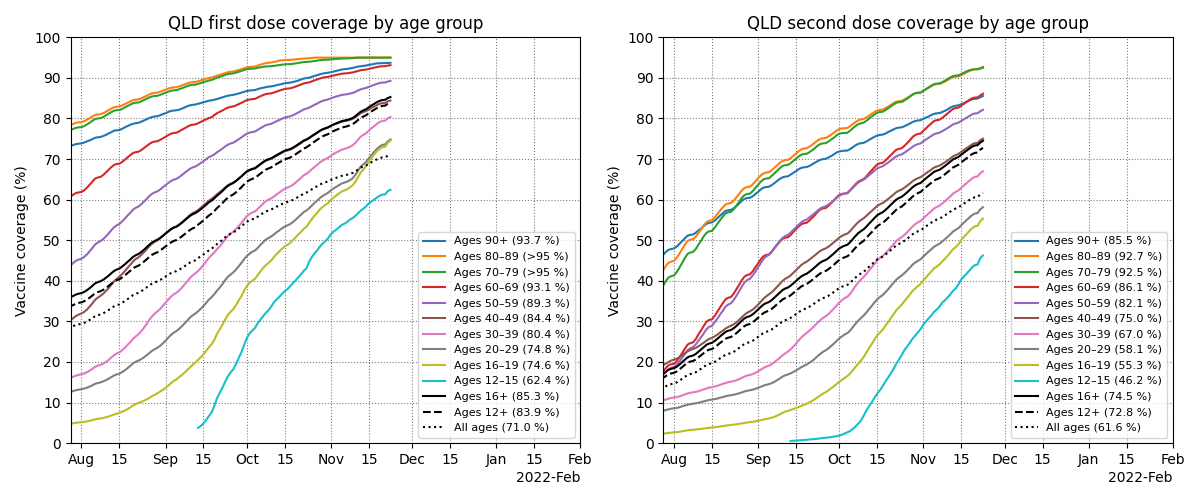 QLD first dose coverage by age group
Vaccine coverage (%)
100
90
80
70
60
50
40
30
20
10
0
Ages 90+ (93.7 %)
Ages 80–89 (>95 %)
Ages 70–79 (>95 %)
Ages 60–69 (93.1 %)
Ages 50–59 (89.3 %)
Ages 40–49 (84.4 %)
Ages 30–39 (80.4 %)
Ages 20–29 (74.8 %)
Ages 16–19 (74.6 %)
Ages 12–15 (62.4 %)
Ages 16+ (85.3 %)
Ages 12+ (83.9 %)
All ages (71.0 %)
Aug 15 Sep 15 Oct 15 Nov 15 Dec 15 Jan 15 Feb
2022-Feb
QLD second dose coverage by age group
Vaccine coverage (%)
100
90
80
70
60
50
40
30
20
10
0
Ages 90+ (85.5 %)
Ages 80–89 (92.7 %)
Ages 70–79 (92.5 %)
Ages 60–69 (86.1 %)
Ages 50–59 (82.1 %)
Ages 40–49 (75.0 %)
Ages 30–39 (67.0 %)
Ages 20–29 (58.1 %)
Ages 16–19 (55.3 %)
Ages 12–15 (46.2 %)
Ages 16+ (74.5 %)
Ages 12+ (72.8 %)
All ages (61.6 %)
Aug 15 Sep 15 Oct 15 Nov 15 Dec 15 Jan 15 Feb
2022-Feb